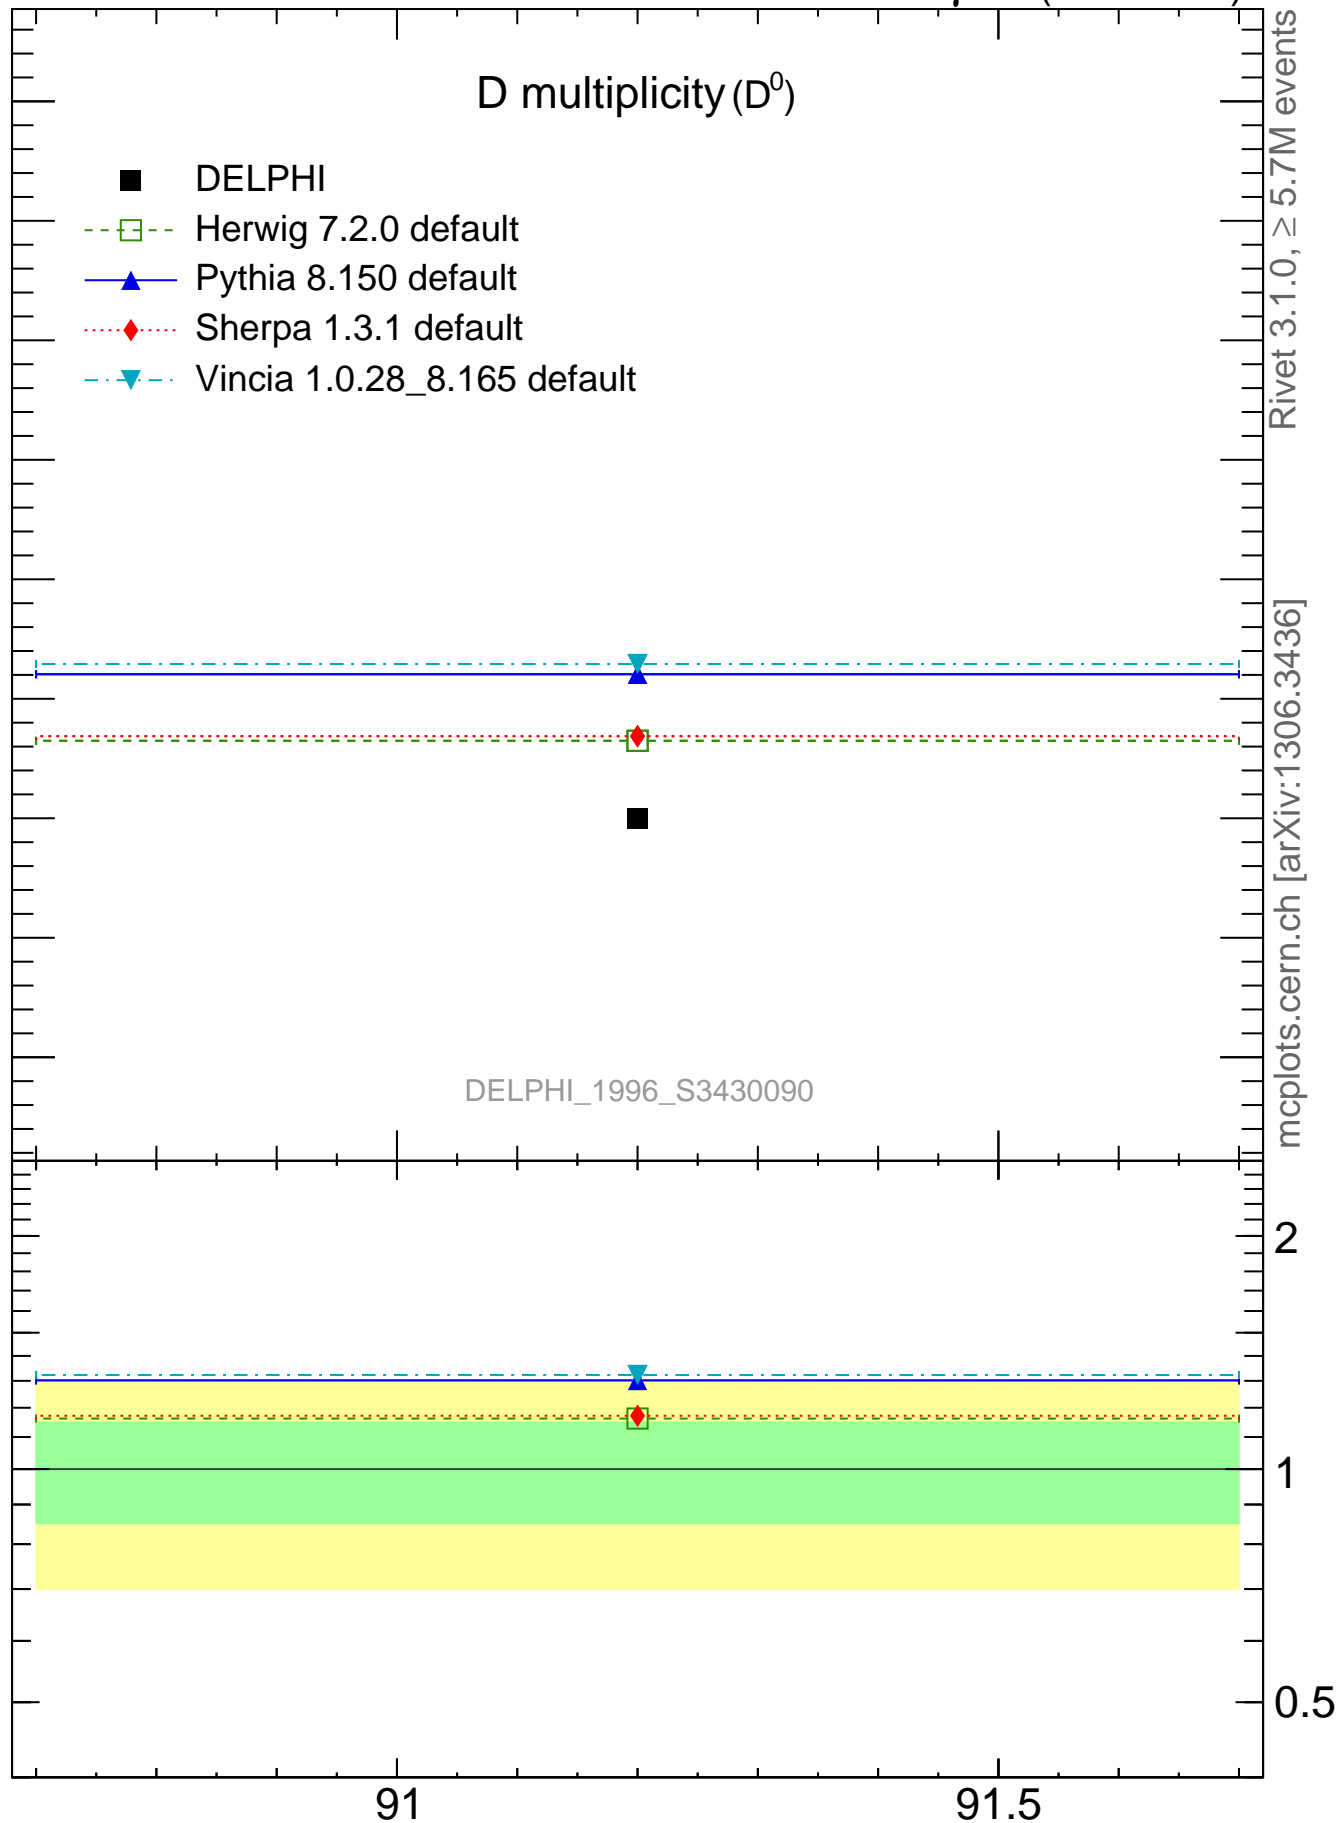 D multiplicity (D⁰)
DELPHI
Herwig 7.2.0 default
Pythia 8.150 default
Sherpa 1.3.1 default
Vincia 1.0.28_8.165 default
DELPHI_1996_S3430090
Rivet 3.1.0, ≥ 5.7M events
mcplots.cern.ch [arXiv:1306.3436]
2
1
0.5
91
91.5